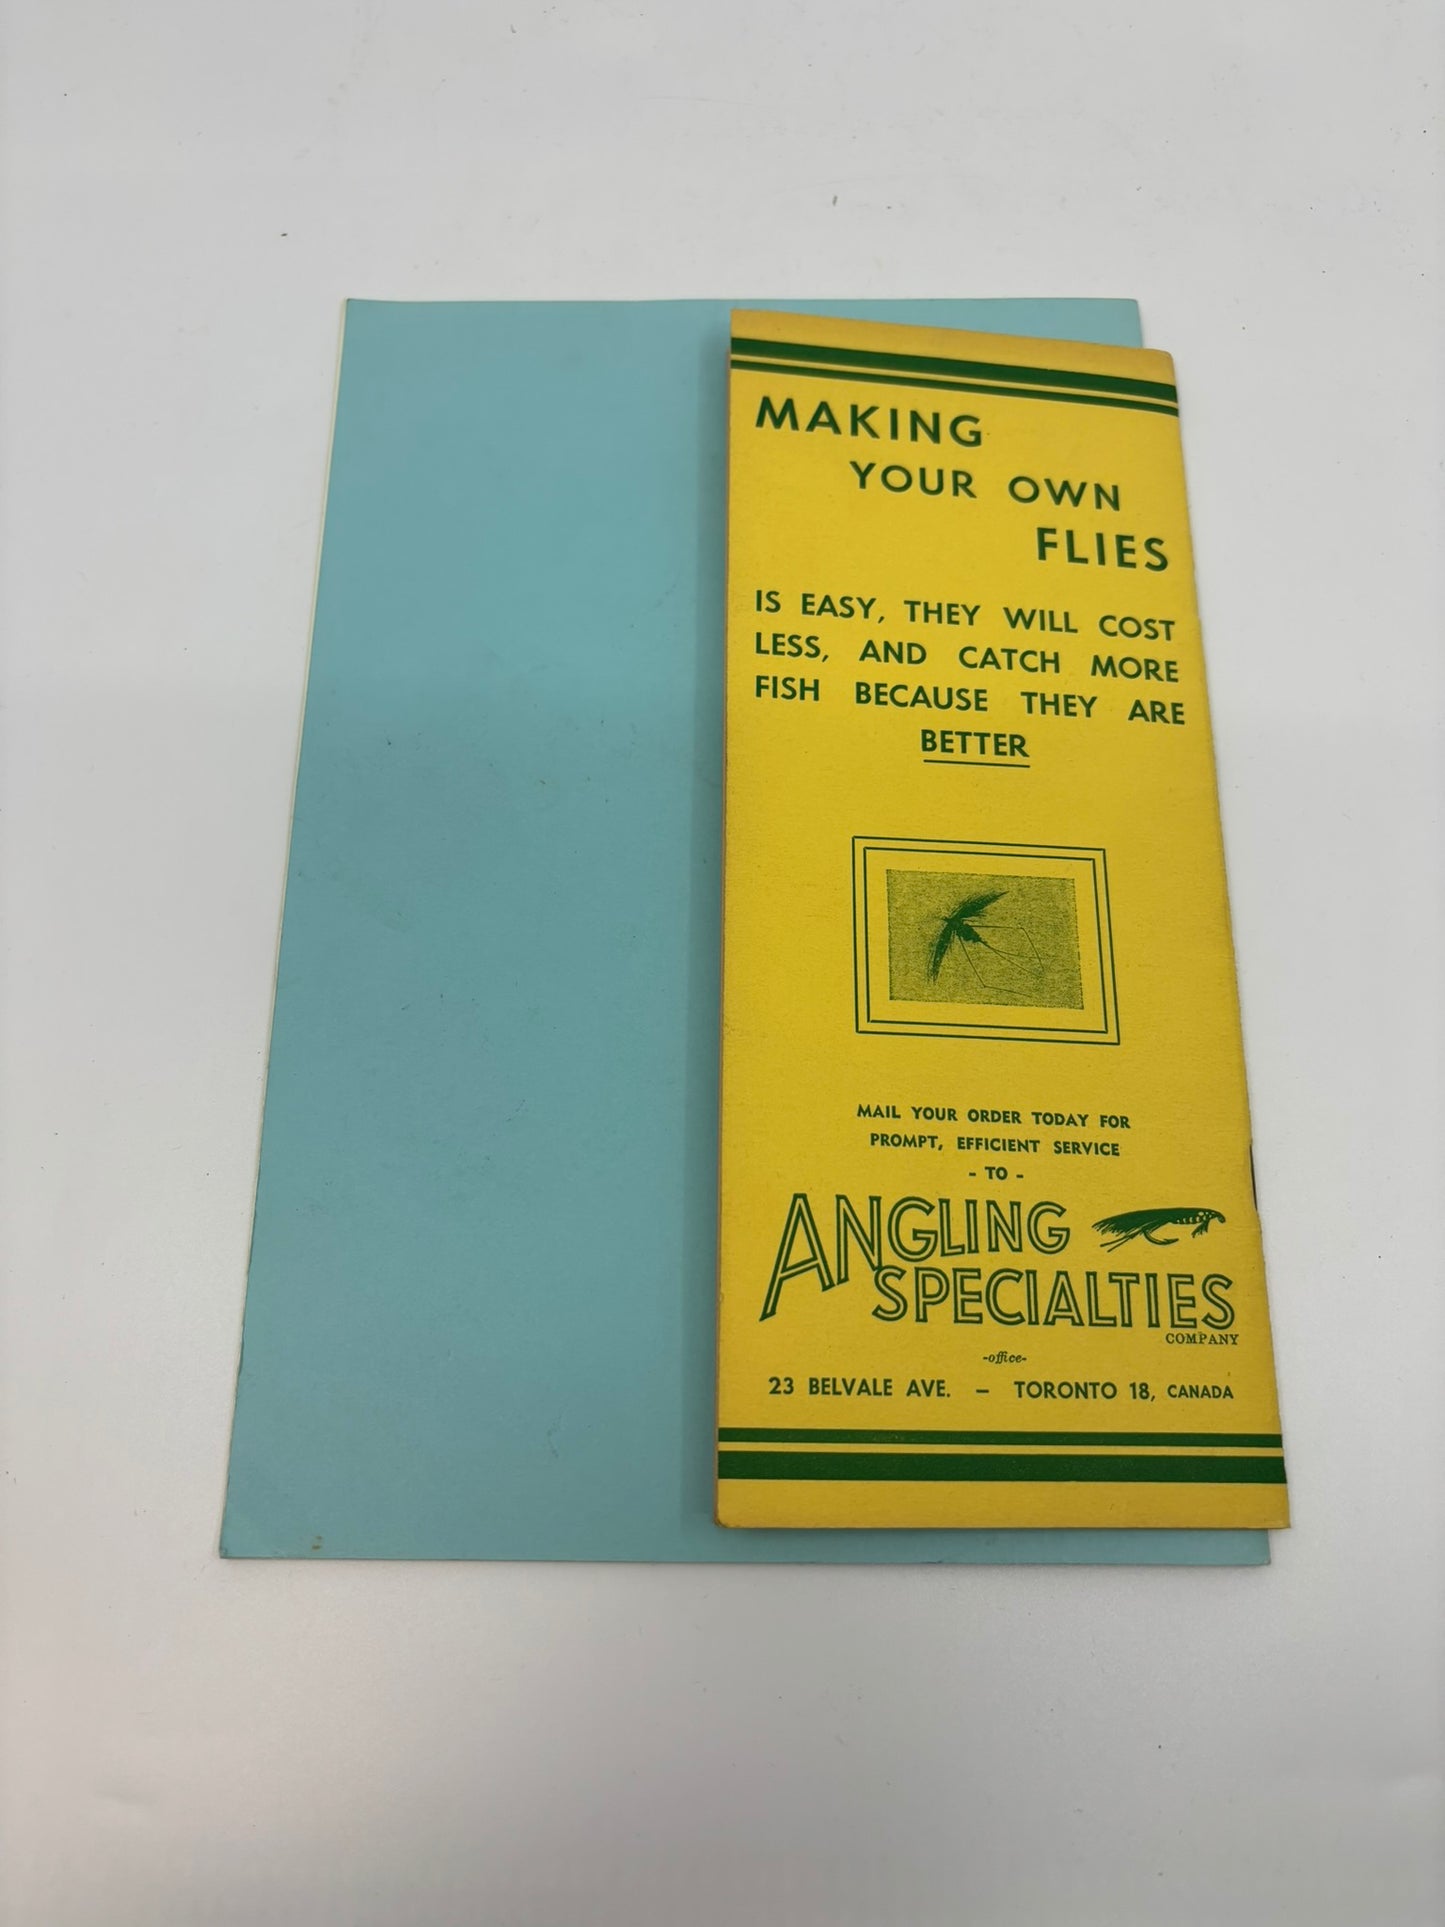 MAKING
YOUR OWN
FLIES
IS EASY, THEY WILL COST
LESS, AND CATCH MORE
FISH BECAUSE THEY ARE
BETTER
MAIL YOUR ORDER TODAY FOR
PROMPT, EFFICIENT SERVICE
- TO -
ANGLING
SPECIALTIES
COMPANY
-office-
23 BELVALE AVE. – TORONTO 18, CANADA